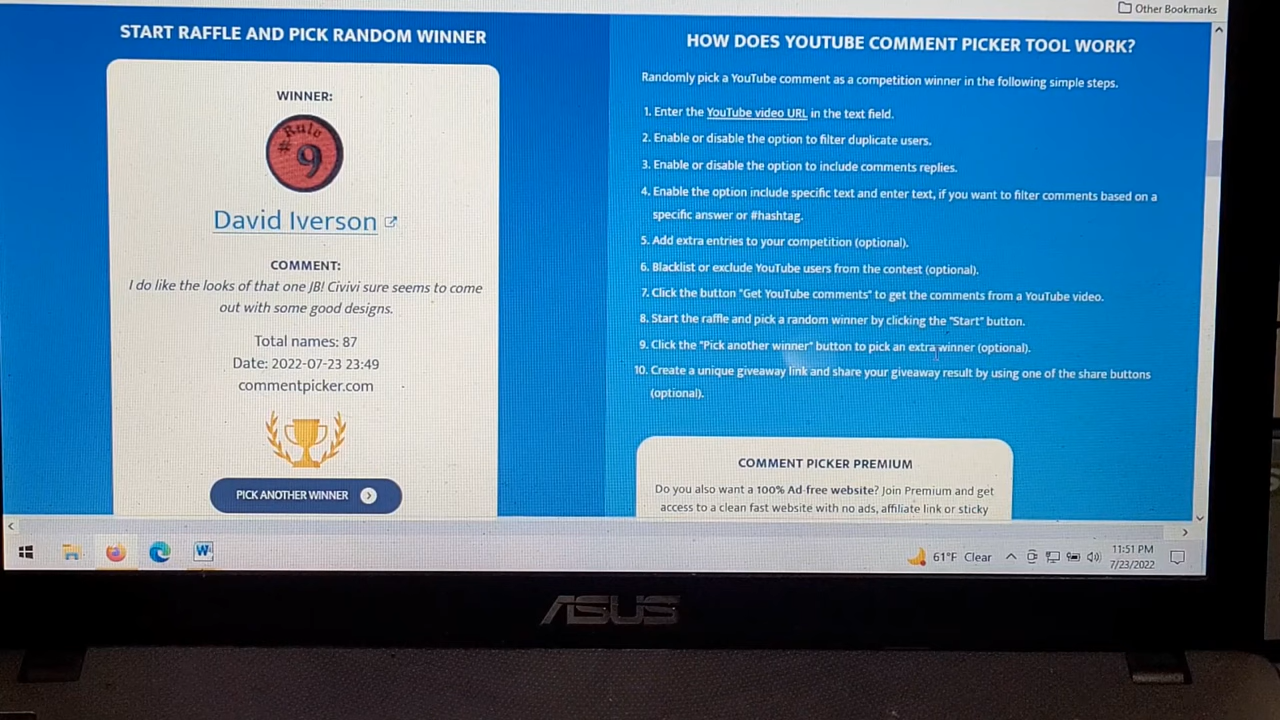 Other Bookmarks
START RAFFLE AND PICK RANDOM WINNER
WINNER:
#Rule
9
David Iverson
COMMENT:
I do like the looks of that one JB! Civivi sure seems to come
out with some good designs.
Total names: 87
Date: 2022-07-23 23:49
commentpicker.com
PICK ANOTHER WINNER
HOW DOES YOUTUBE COMMENT PICKER TOOL WORK?
Randomly pick a YouTube comment as a competition winner in the following simple steps.
1. Enter the YouTube video URL in the text field.
2. Enable or disable the option to filter duplicate users.
3. Enable or disable the option to include comments replies.
4. Enable the option include specific text and enter text, if you want to filter comments based on a
specific answer or #hashtag.
5. Add extra entries to your competition (optional).
6. Blacklist or exclude YouTube users from the contest (optional).
7. Click the button "Get YouTube comments" to get the comments from a YouTube video.
8. Start the raffle and pick a random winner by clicking the "Start" button.
9. Click the "Pick another winner" button to pick an extra winner (optional).
10. Create a unique giveaway link and share your giveaway result by using one of the share buttons
(optional).
COMMENT PICKER PREMIUM
Do you also want a 100% Ad-free website? Join Premium and get
access to a clean fast website with no ads, affiliate link or sticky
W
61°F Clear
11:51 PM
7/23/2022
ASUS